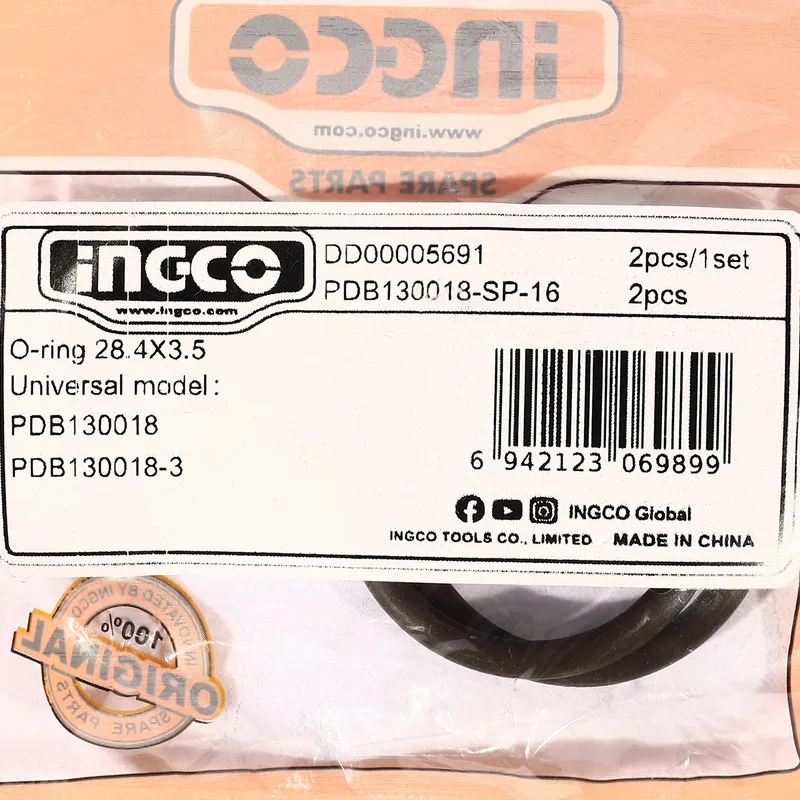 INGCO
www.ingco.com
SPARE PARTS
INGCO
www.ingco.com
DD00005691 2pcs/1set
PDB130018-SP-16 2pcs
O-ring 28.4X3.5
Universal model:
PDB130018
PDB130018-3
6 942123 069899
INGCO Global
INGCO TOOLS CO., LIMITED MADE IN CHINA
INNOVATED BY INGCO
100%
ORIGINAL
SPARE PARTS